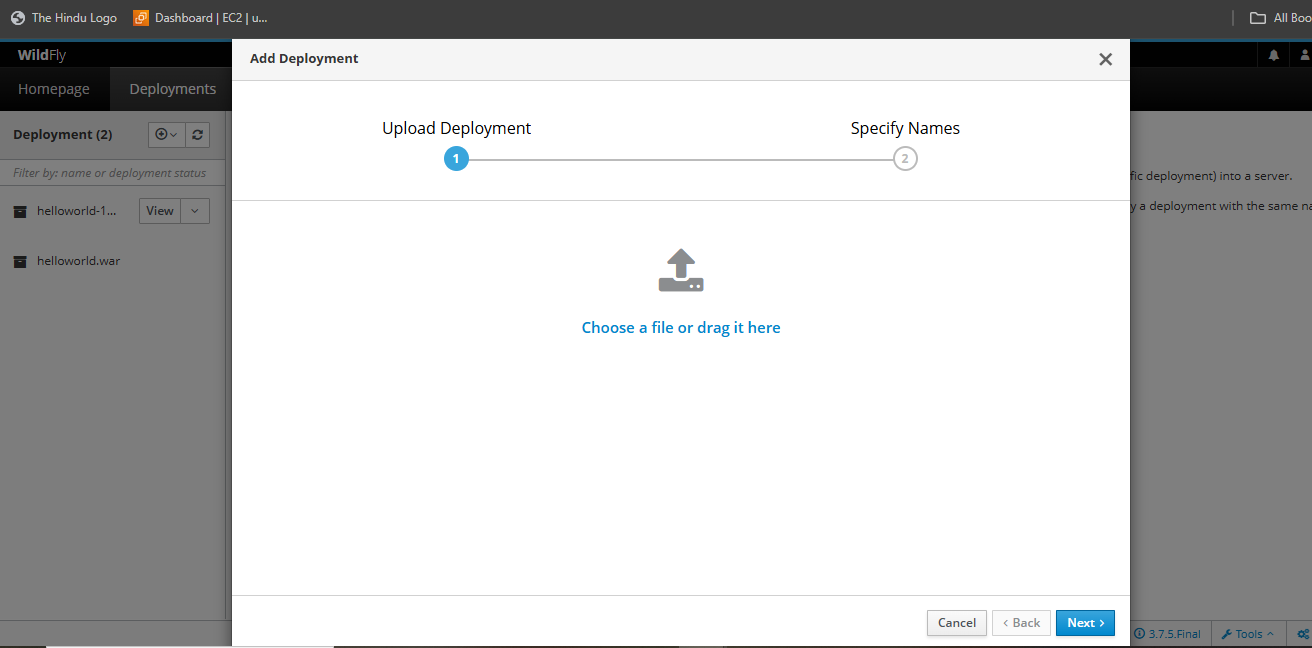 The Hindu Logo
Dashboard | EC2 | u...
All Boo
WildFly
Homepage
Deployments
Add Deployment
Deployment (2)
Filter by: name or deployment status
helloworld-1...
View
helloworld.war
Upload Deployment
Specify Names
1
2
Choose a file or drag it here
fic deployment) into a server.
y a deployment with the same na
Cancel
‹ Back
Next ›
3.7.5.Final
Tools